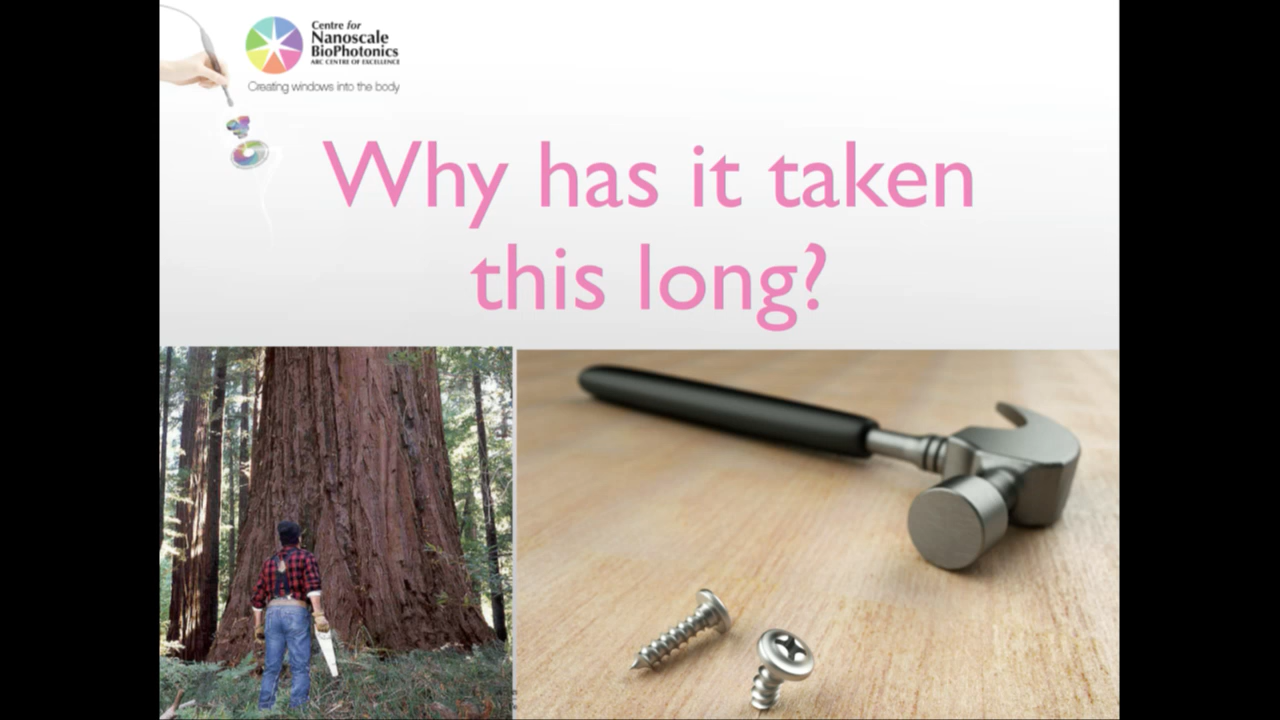 Centre for
Nanoscale
BioPhotonics
ARC CENTRE OF EXCELLENCE
Creating windows into the body
Why has it taken
this long?